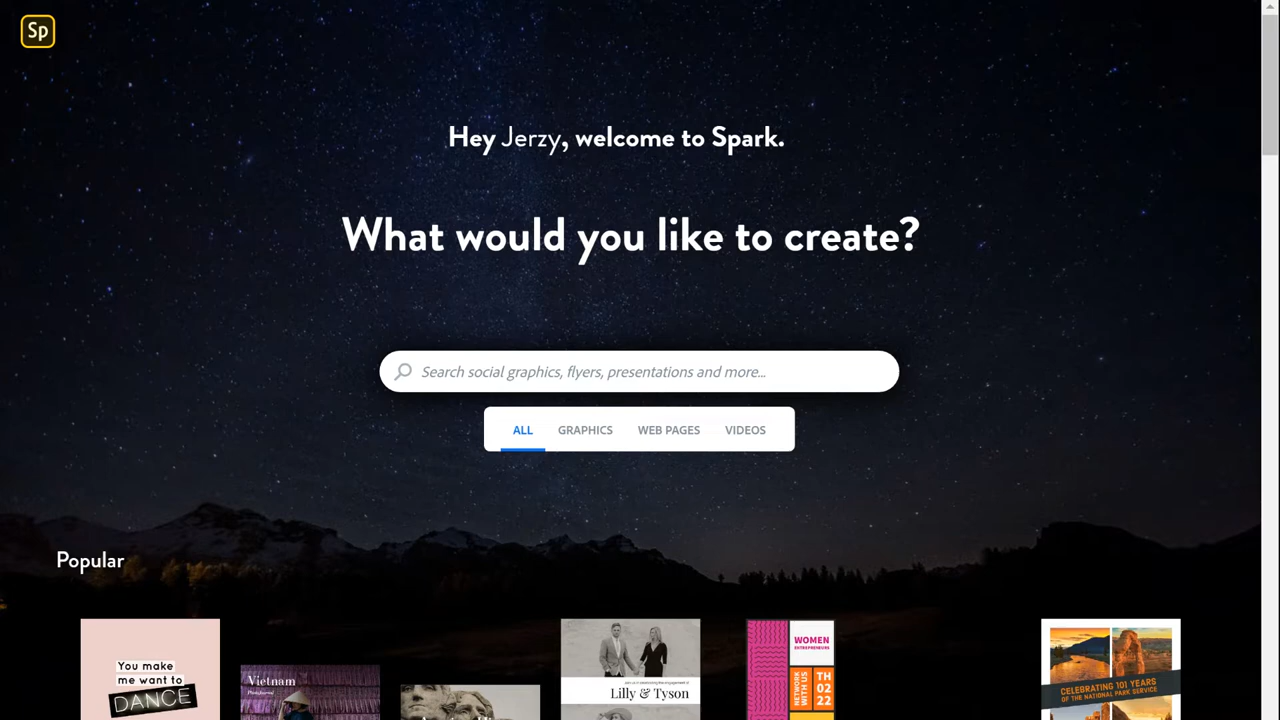 Sp
Hey Jerzy, welcome to Spark.
What would you like to create?
Search social graphics, flyers, presentations and more...
ALL
GRAPHICS
WEB PAGES
VIDEOS
Popular
You make
me want to
DANCE
Vietnam
Lilly & Tyson
WOMEN
ENTREPRENEURS
NETWORK
WITH US
TH
02
22
CELEBRATING 101 YEARS
OF THE NATIONAL PARK SERVICE